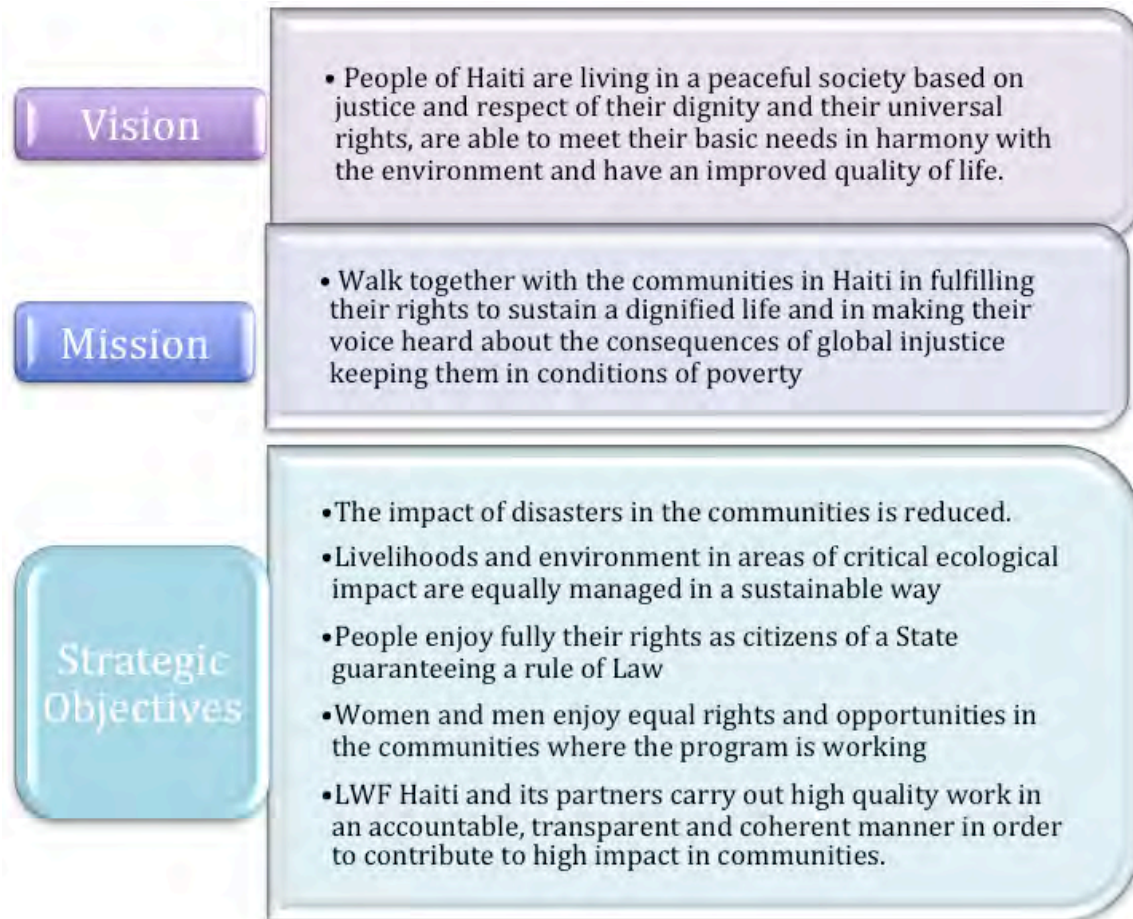 Vision
• People of Haiti are living in a peaceful society based on
justice and respect of their dignity and their universal
rights, are able to meet their basic needs in harmony with
the environment and have an improved quality of life.
Mission
• Walk together with the communities in Haiti in fulfilling
their rights to sustain a dignified life and in making their
voice heard about the consequences of global injustice
keeping them in conditions of poverty
Strategic
Objectives
•The impact of disasters in the communities is reduced.
•Livelihoods and environment in areas of critical ecological
impact are equally managed in a sustainable way
•People enjoy fully their rights as citizens of a State
guaranteeing a rule of Law
•Women and men enjoy equal rights and opportunities in
the communities where the program is working
•LWF Haiti and its partners carry out high quality work in
an accountable, transparent and coherent manner in order
to contribute to high impact in communities.